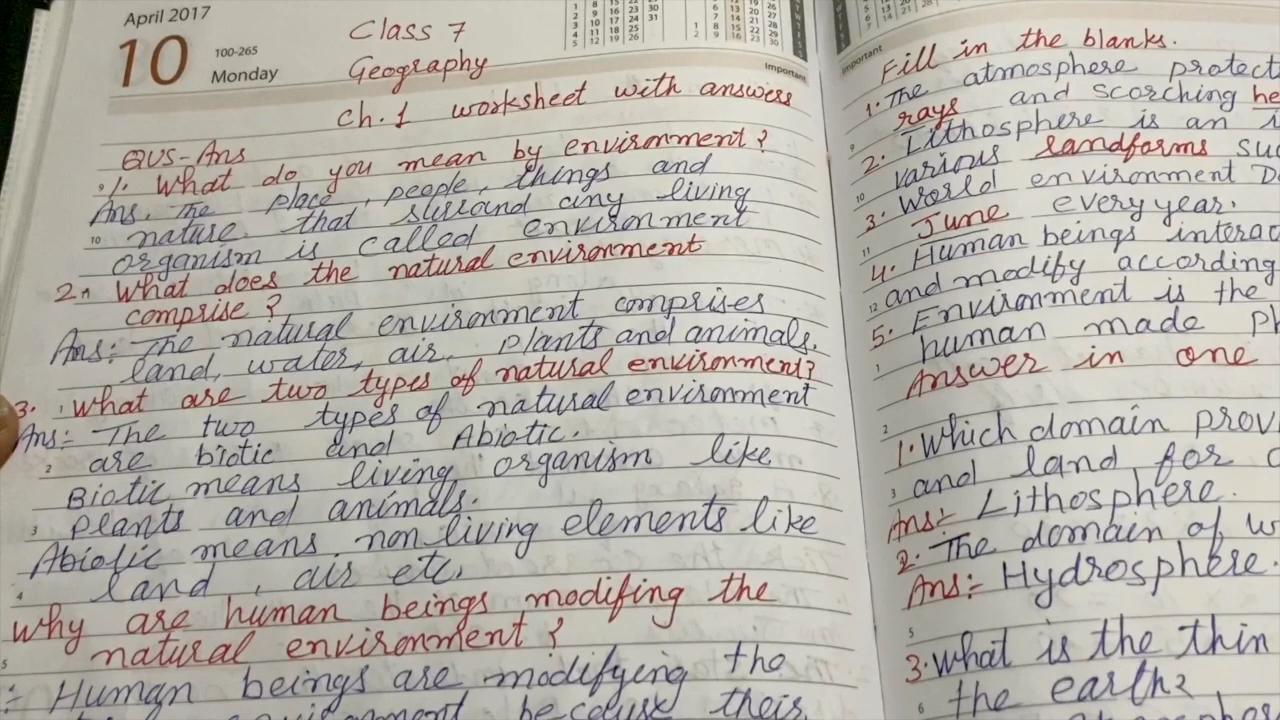 April 2017
10
100-265
Monday
Important
Class 7
Geography
Ch.1 worksheet with answers
QUS-Ans
1. What do you mean by environment?
Ans. The place, people, things and
nature that surround any living
organism is called environment
2. What does the natural environment
comprise?
Ans:- The natural environment comprises
land, water, air, plants and animals.
3. What are two types of natural environment?
Ans:- The two types of natural environment
are biotic and Abiotic.
Biotic means living organism like
plants and animals.
Abiotic means non living elements like
land, air etc.
Why are human beings modifing the
natural environment?
:- Human beings are modifying the
because their
Important
Fill in the blanks.
1. The atmosphere protect
rays and scorching he
2. Lithosphere is an i
various landforms suc
3. World environment D
June every year.
4. Human beings interac
and modify according
5. Environment is the
human made ph
Answer in one
1. Which domain prov
and land for
Ans:- Lithosphere.
2. The domain of w
Ans:- Hydrosphere.
3. What is the thin
the earth?